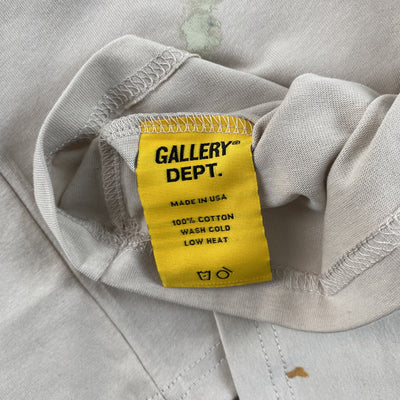 GALLERY
DEPT.
MADE IN USA
100% COTTON
WASH COLD
LOW HEAT